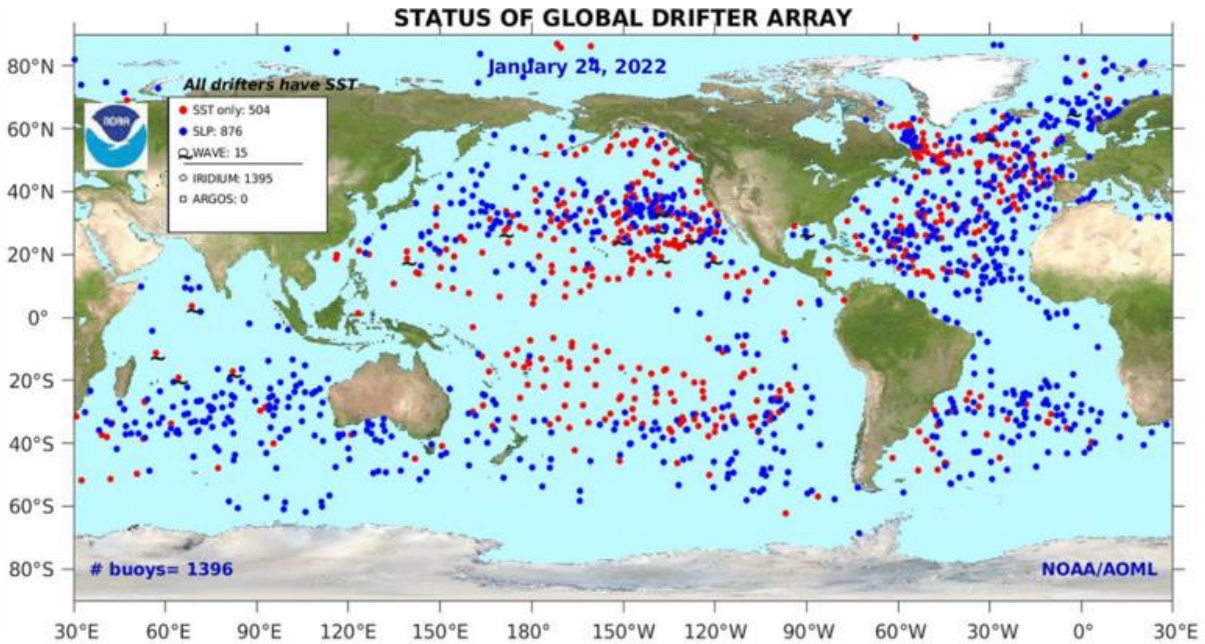 STATUS OF GLOBAL DRIFTER ARRAY
80°N
60°N
40°N
20°N
0°
20°S
40°S
60°S
80°S
January 24, 2022
All drifters have SST
NOAA
SST only: 504
SLP: 876
WAVE: 15
IRIDIUM: 1395
ARGOS: 0
# buoys= 1396
NOAA/AOML
30°E 60°E 90°E 120°E 150°E 180° 150°W 120°W 90°W 60°W 30°W 0° 30°E